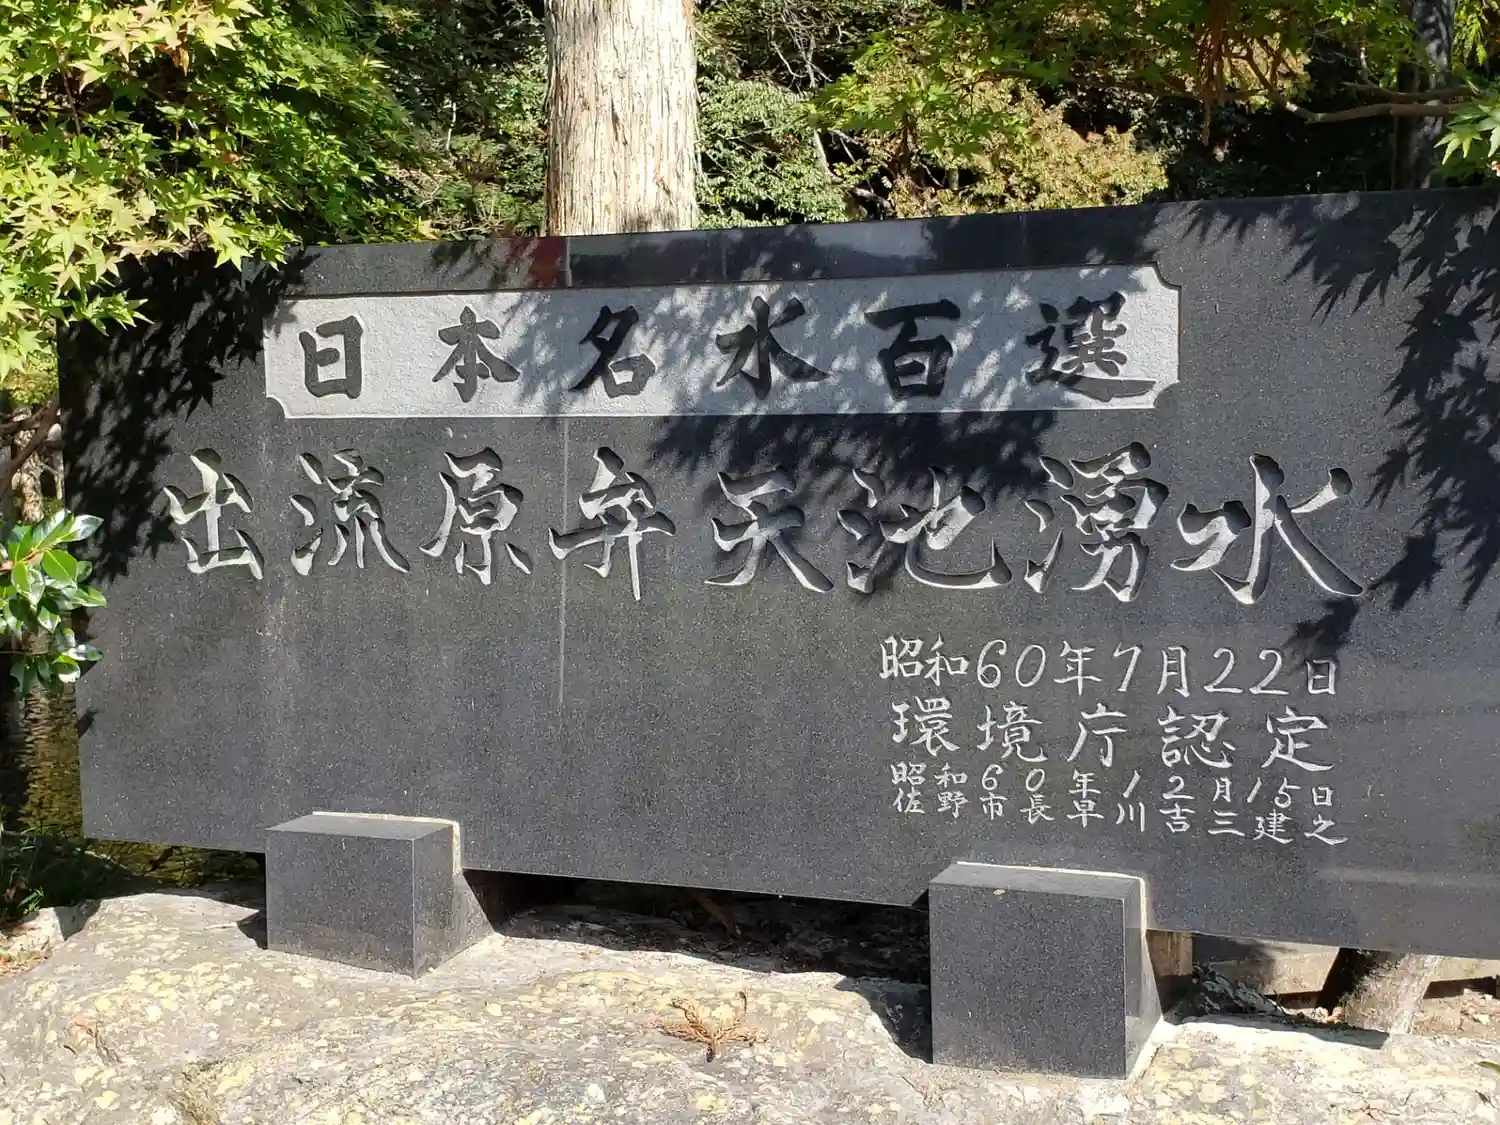 日本名水百選
出流原弁天池湧水
昭和60年7月22日
環境庁認定
昭和60年12月15日
佐野市長早川吉三建之